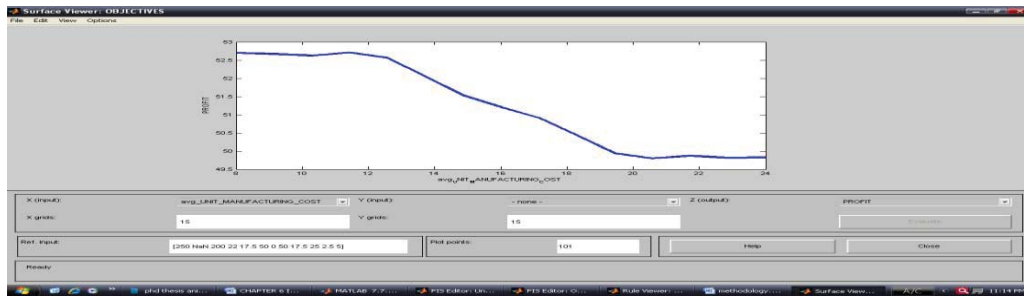 Surface Viewer: OBJECTIVES
File Edit View Options
53
52.5
52
51.5
51
50.5
50
49.5
PROFIT
8 10 12 14 16 18 20 22 24
avg_UNIT_MANUFACTURING_COST
X (input): avg_UNIT_MANUFACTURING_COST Y (input): - none - Z (output): PROFIT
X grids: 15 Y grids: 15 Evaluate
Ref. Input: [250 NaN 200 22 17.5 50 0 50 17.5 25 2.5 5] Plot points: 101 Help Close
Ready
phd thesis ani... CHAPTER 6 [... MATLAB 7.7.... FIS Editor: Un... FIS Editor: O... Rule Viewer: ... methodology.... Surface View... A/C 11:14 PM